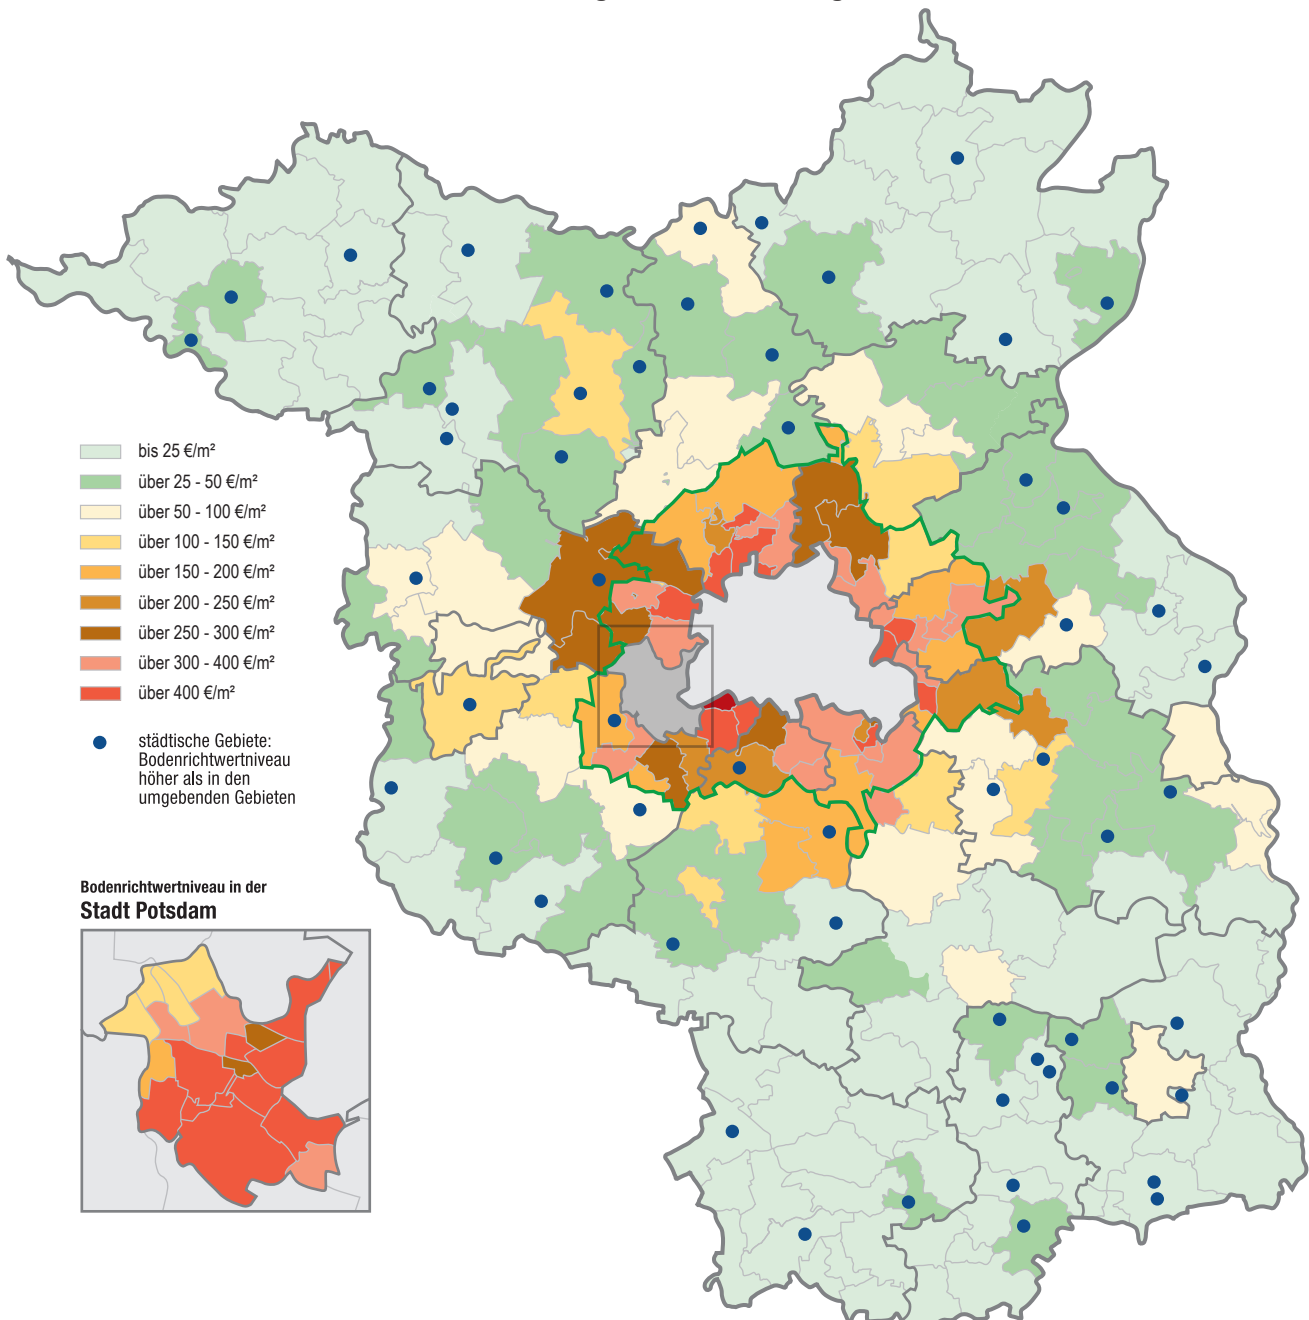 bis 25 €/m²
über 25 - 50 €/m²
über 50 - 100 €/m²
über 100 - 150 €/m²
über 150 - 200 €/m²
über 200 - 250 €/m²
über 250 - 300 €/m²
über 300 - 400 €/m²
über 400 €/m²
städtische Gebiete:
Bodenrichtwertniveau
höher als in den
umgebenden Gebieten
Bodenrichtwertniveau in der
Stadt Potsdam